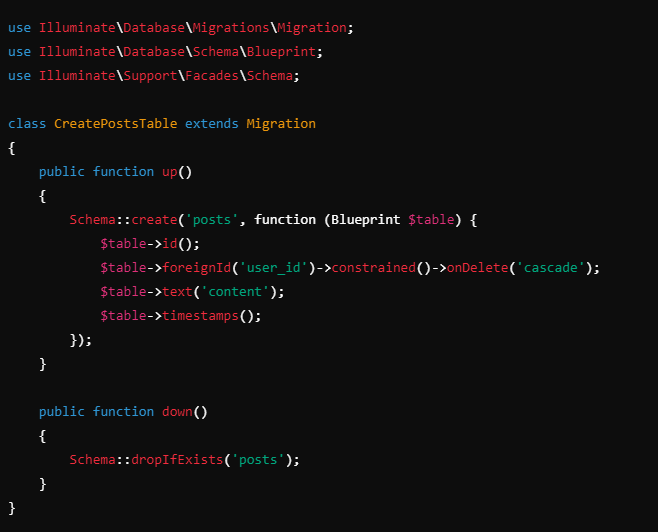 use Illuminate\Database\Migrations\Migration;
use Illuminate\Database\Schema\Blueprint;
use Illuminate\Support\Facades\Schema;

class CreatePostsTable extends Migration
{
    public function up()
    {
        Schema::create('posts', function (Blueprint $table) {
            $table->id();
            $table->foreignId('user_id')->constrained()->onDelete('cascade');
            $table->text('content');
            $table->timestamps();
        });
    }

    public function down()
    {
        Schema::dropIfExists('posts');
    }
}